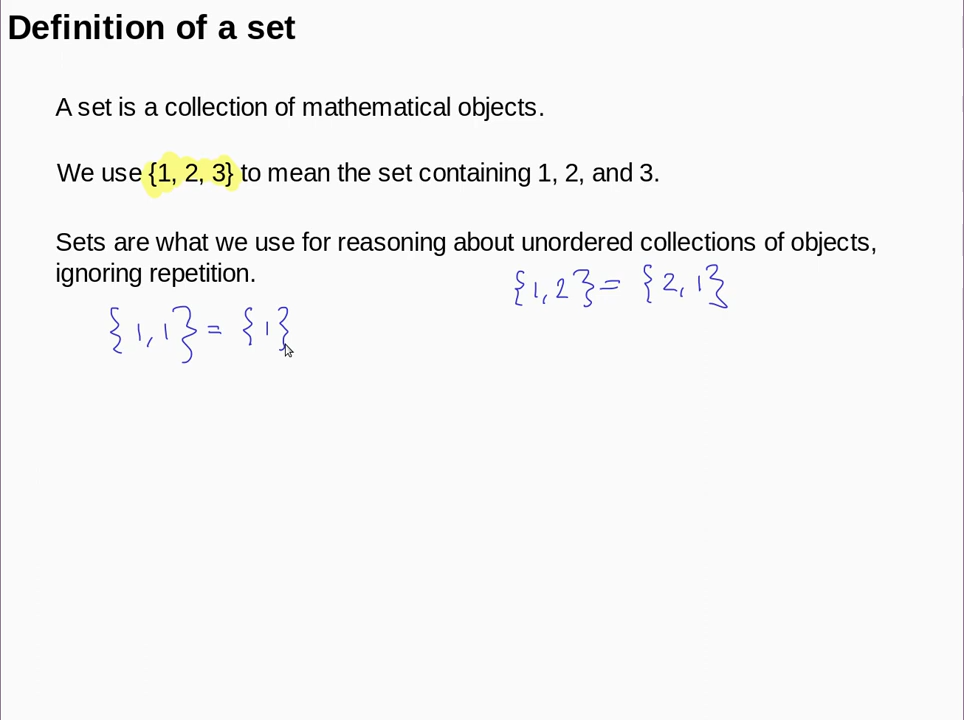 Definition of a set
A set is a collection of mathematical objects.
We use {1, 2, 3} to mean the set containing 1, 2, and 3.
Sets are what we use for reasoning about unordered collections of objects,
ignoring repetition.
{1,2} = {2,1}
{1,1} = {1}